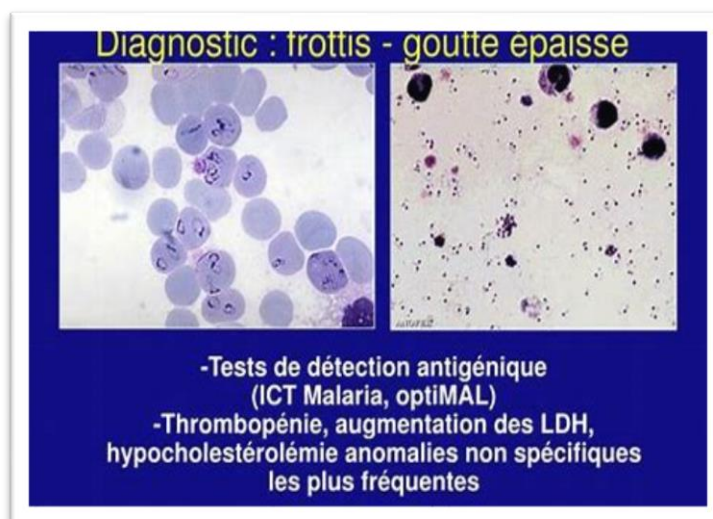 Diagnostic : frottis - goutte épaisse
-Tests de détection antigénique
(ICT Malaria, optiMAL)
-Thrombopénie, augmentation des LDH,
hypocholestérolémie anomalies non spécifiques
les plus fréquentes